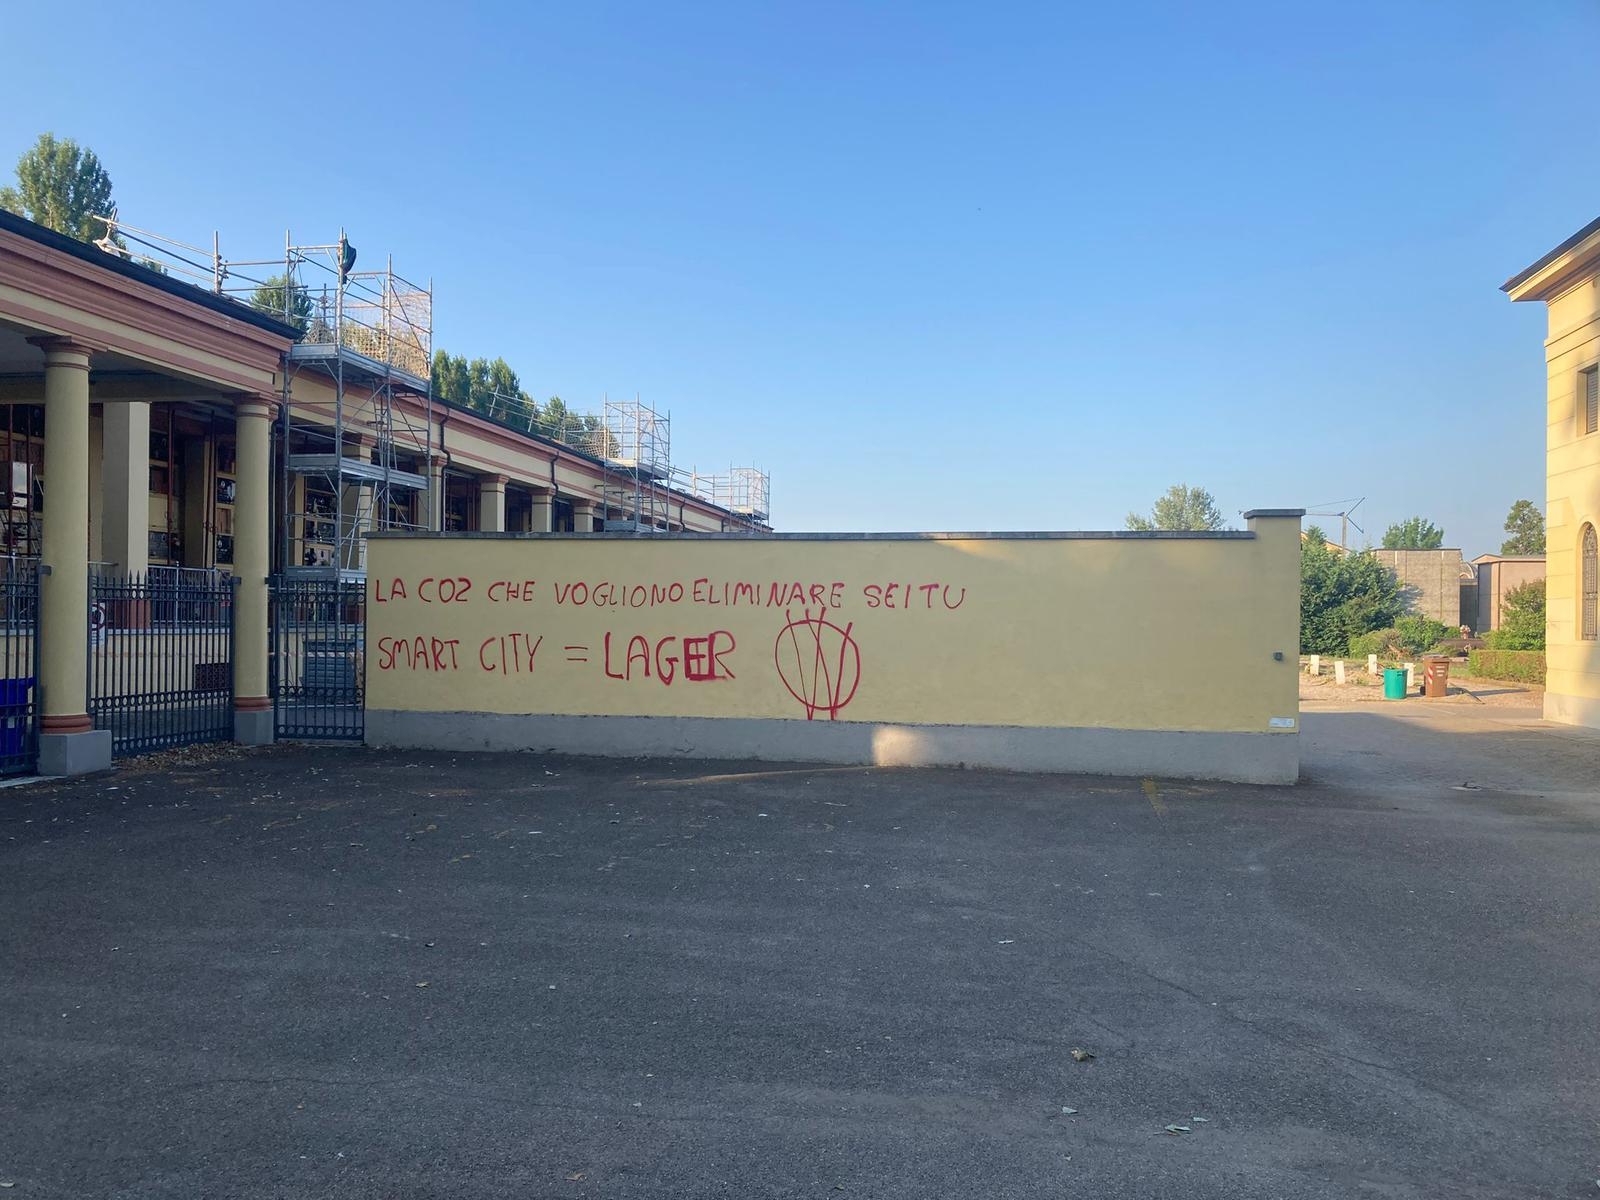 LA CO2 CHE VOGLIONO ELIMINARE SEI TU
SMART CITY = LAGER W